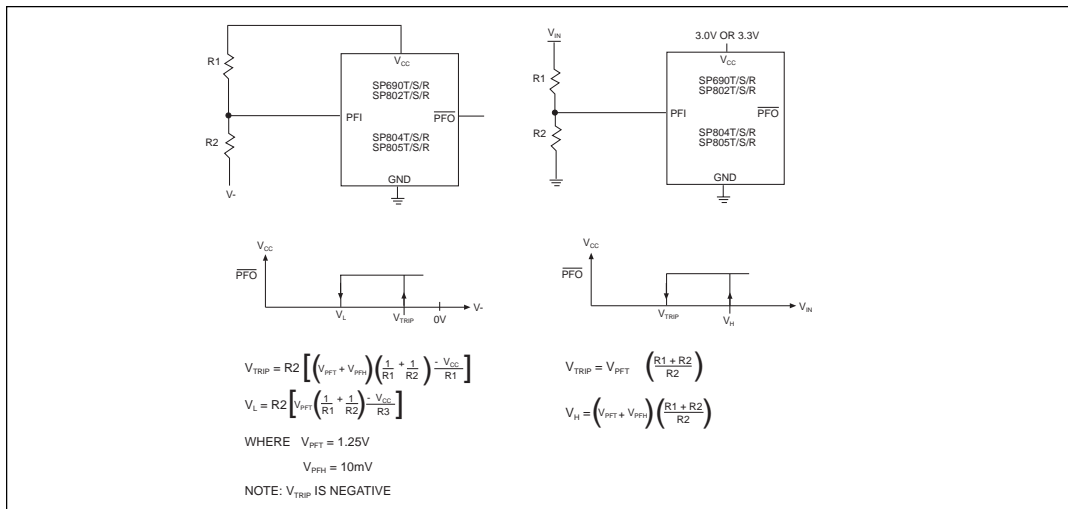 R1
R2
V-
VCC
SP690T/S/R
SP802T/S/R
PFI
PFO
SP804T/S/R
SP805T/S/R
GND
VCC
PFO
VL
VTRIP
0V
V-
VTRIP = R2 [(VPFT + VPFH)(1/R1 + 1/R2) - VCC/R1]
VL = R2 [VPFT(1/R1 + 1/R2) - VCC/R3]
WHERE VPFT = 1.25V
VPFH = 10mV
NOTE: VTRIP IS NEGATIVE
VIN
R1
R2
3.0V OR 3.3V
VCC
SP690T/S/R
SP802T/S/R
PFI
PFO
SP804T/S/R
SP805T/S/R
GND
VCC
PFO
VTRIP
VH
VIN
VTRIP = VPFT (R1 + R2/R2)
VH = (VPFT + VPFH)(R1 + R2/R2)